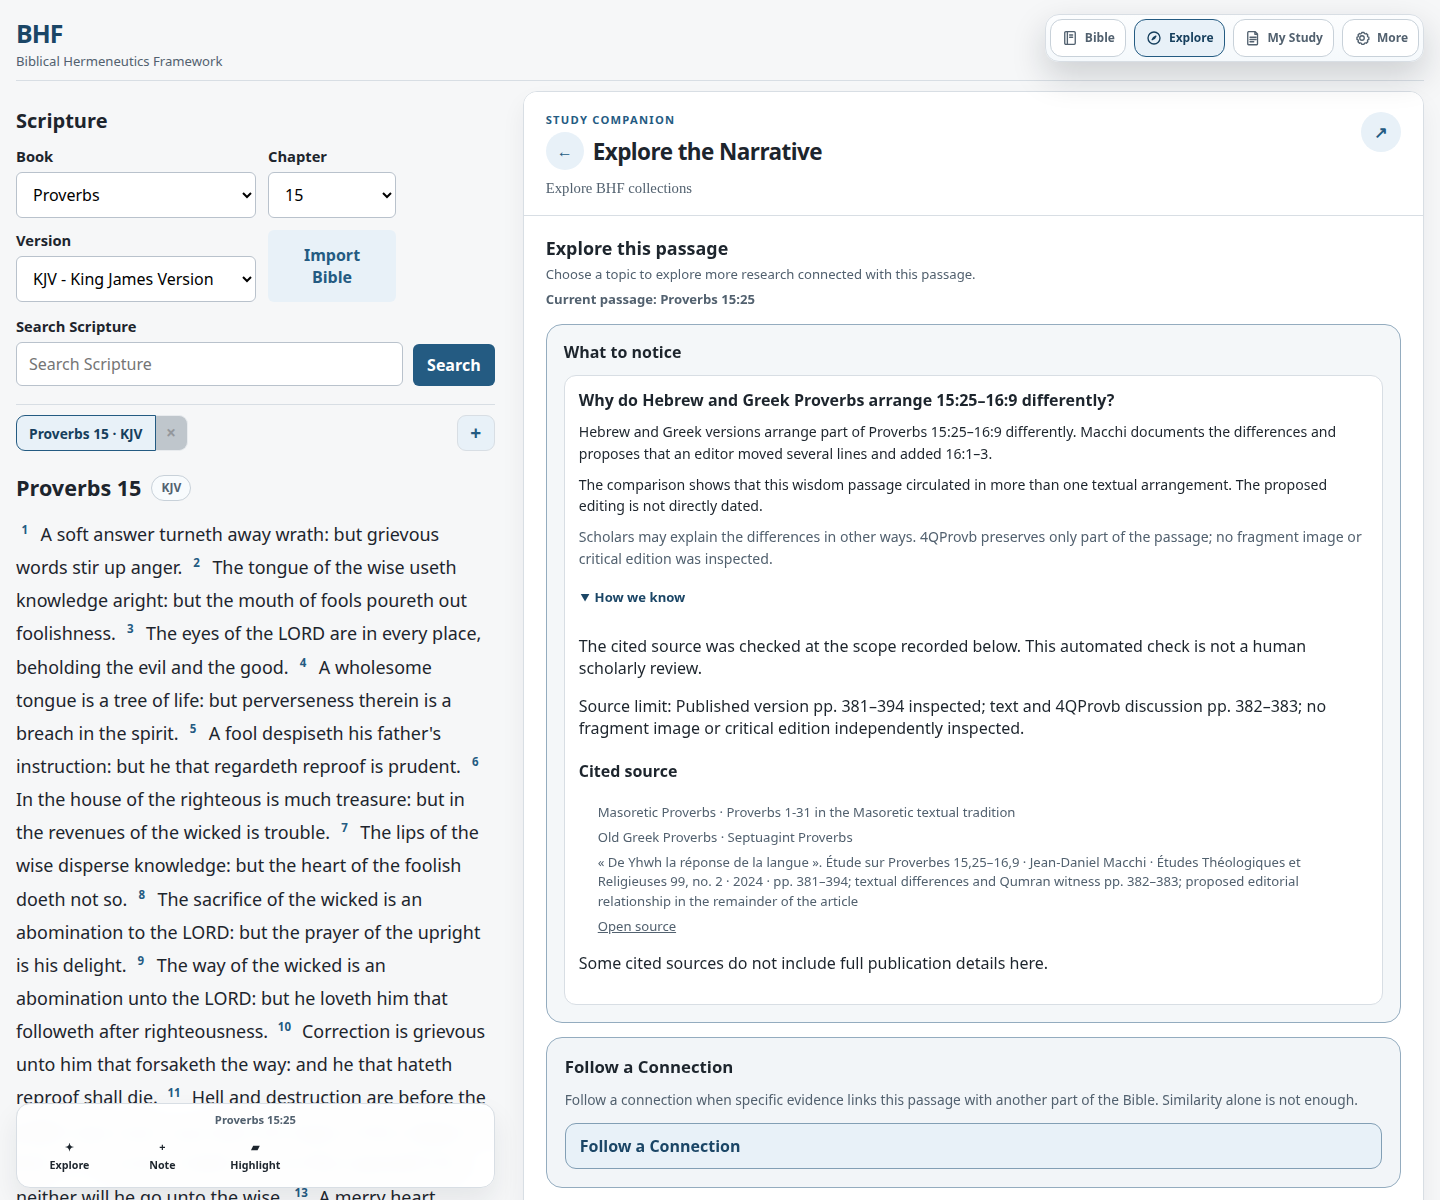 BHF
Biblical Hermeneutics Framework
Bible
Explore
My Study
More
Scripture
Book
Chapter
Proverbs
15
Version
KJV - King James Version
Import
Bible
Search Scripture
Search Scripture
Search
Proverbs 15 · KJV
×
+
Proverbs 15
KJV
1 A soft answer turneth away wrath: but grievous
words stir up anger. 2 The tongue of the wise useth
knowledge aright: but the mouth of fools poureth out
foolishness. 3 The eyes of the LORD are in every place,
beholding the evil and the good. 4 A wholesome
tongue is a tree of life: but perverseness therein is a
breach in the spirit. 5 A fool despiseth his father's
instruction: but he that regardeth reproof is prudent. 6
In the house of the righteous is much treasure: but in
the revenues of the wicked is trouble. 7 The lips of the
wise disperse knowledge: but the heart of the foolish
doeth not so. 8 The sacrifice of the wicked is an
abomination to the LORD: but the prayer of the upright
is his delight. 9 The way of the wicked is an
abomination unto the LORD: but he loveth him that
followeth after righteousness. 10 Correction is grievous
unto him that forsaketh the way: and he that hateth
reproof shall die. 11 Hell and destruction are before the
Proverbs 15:25
Explore
+
Note
Highlight
neither will he go unto the wise. 13 A merry heart
STUDY COMPANION
← Explore the Narrative
↗
Explore BHF collections
Explore this passage
Choose a topic to explore more research connected with this passage.
Current passage: Proverbs 15:25
What to notice
Why do Hebrew and Greek Proverbs arrange 15:25–16:9 differently?
Hebrew and Greek versions arrange part of Proverbs 15:25–16:9 differently. Macchi documents the differences and
proposes that an editor moved several lines and added 16:1–3.
The comparison shows that this wisdom passage circulated in more than one textual arrangement. The proposed
editing is not directly dated.
Scholars may explain the differences in other ways. 4QProvb preserves only part of the passage; no fragment image or
critical edition was inspected.
▼ How we know
The cited source was checked at the scope recorded below. This automated check is not a human
scholarly review.
Source limit: Published version pp. 381–394 inspected; text and 4QProvb discussion pp. 382–383; no
fragment image or critical edition independently inspected.
Cited source
Masoretic Proverbs · Proverbs 1-31 in the Masoretic textual tradition
Old Greek Proverbs · Septuagint Proverbs
« De Yhwh la réponse de la langue ». Étude sur Proverbes 15,25–16,9 · Jean-Daniel Macchi · Études Théologiques et
Religieuses 99, no. 2 · 2024 · pp. 381–394; textual differences and Qumran witness pp. 382–383; proposed editorial
relationship in the remainder of the article
Open source
Some cited sources do not include full publication details here.
Follow a Connection
Follow a connection when specific evidence links this passage with another part of the Bible. Similarity alone is not enough.
Follow a Connection